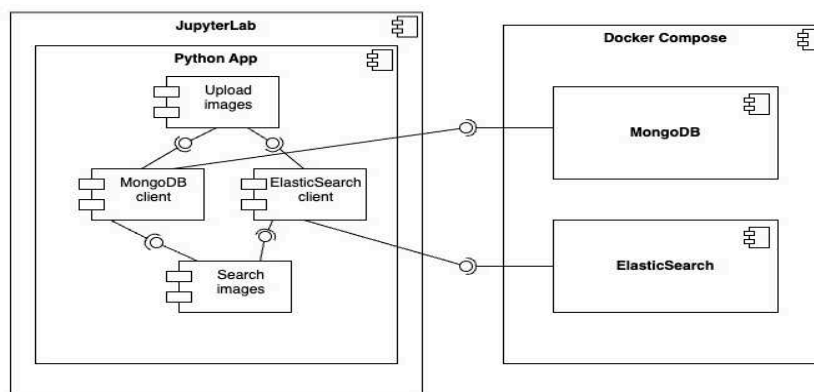 JupyterLab
Python App
Upload
images
MongoDB
client
ElasticSearch
client
Search
images
Docker Compose
MongoDB
ElasticSearch